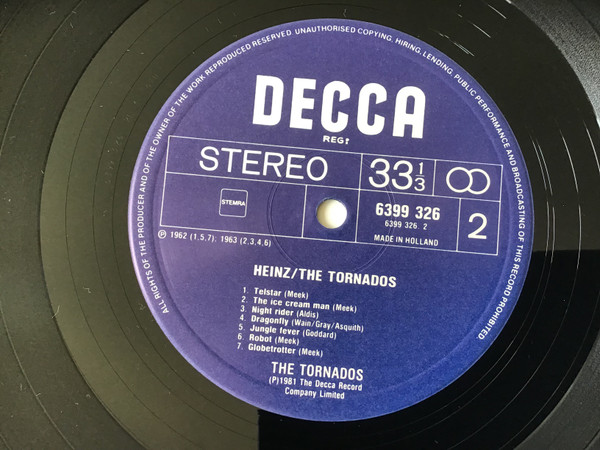 ALL RIGHTS OF THE PRODUCER AND OF THE OWNER OF THE WORK REPRODUCED RESERVED UNAUTHORISED COPYING, HIRING, LENDING, PUBLIC PERFORMANCE AND BROADCASTING OF THIS RECORD PROHIBITED
DECCA
REGT
STEREO
33 1/3
STEMRA
6399 326
6399 326 2
MADE IN HOLLAND
2
℗ 1962 (1,5,7); 1963 (2,3,4,6)
HEINZ/THE TORNADOS
1. Telstar (Meek)
2. The ice cream man (Meek)
3. Night rider (Aldis)
4. Dragonfly (Wain/Gray/Asquith)
5. Jungle fever (Goddard)
6. Robot (Meek)
7. Globetrotter (Meek)
THE TORNADOS
(P)1981 The Decca Record
Company Limited